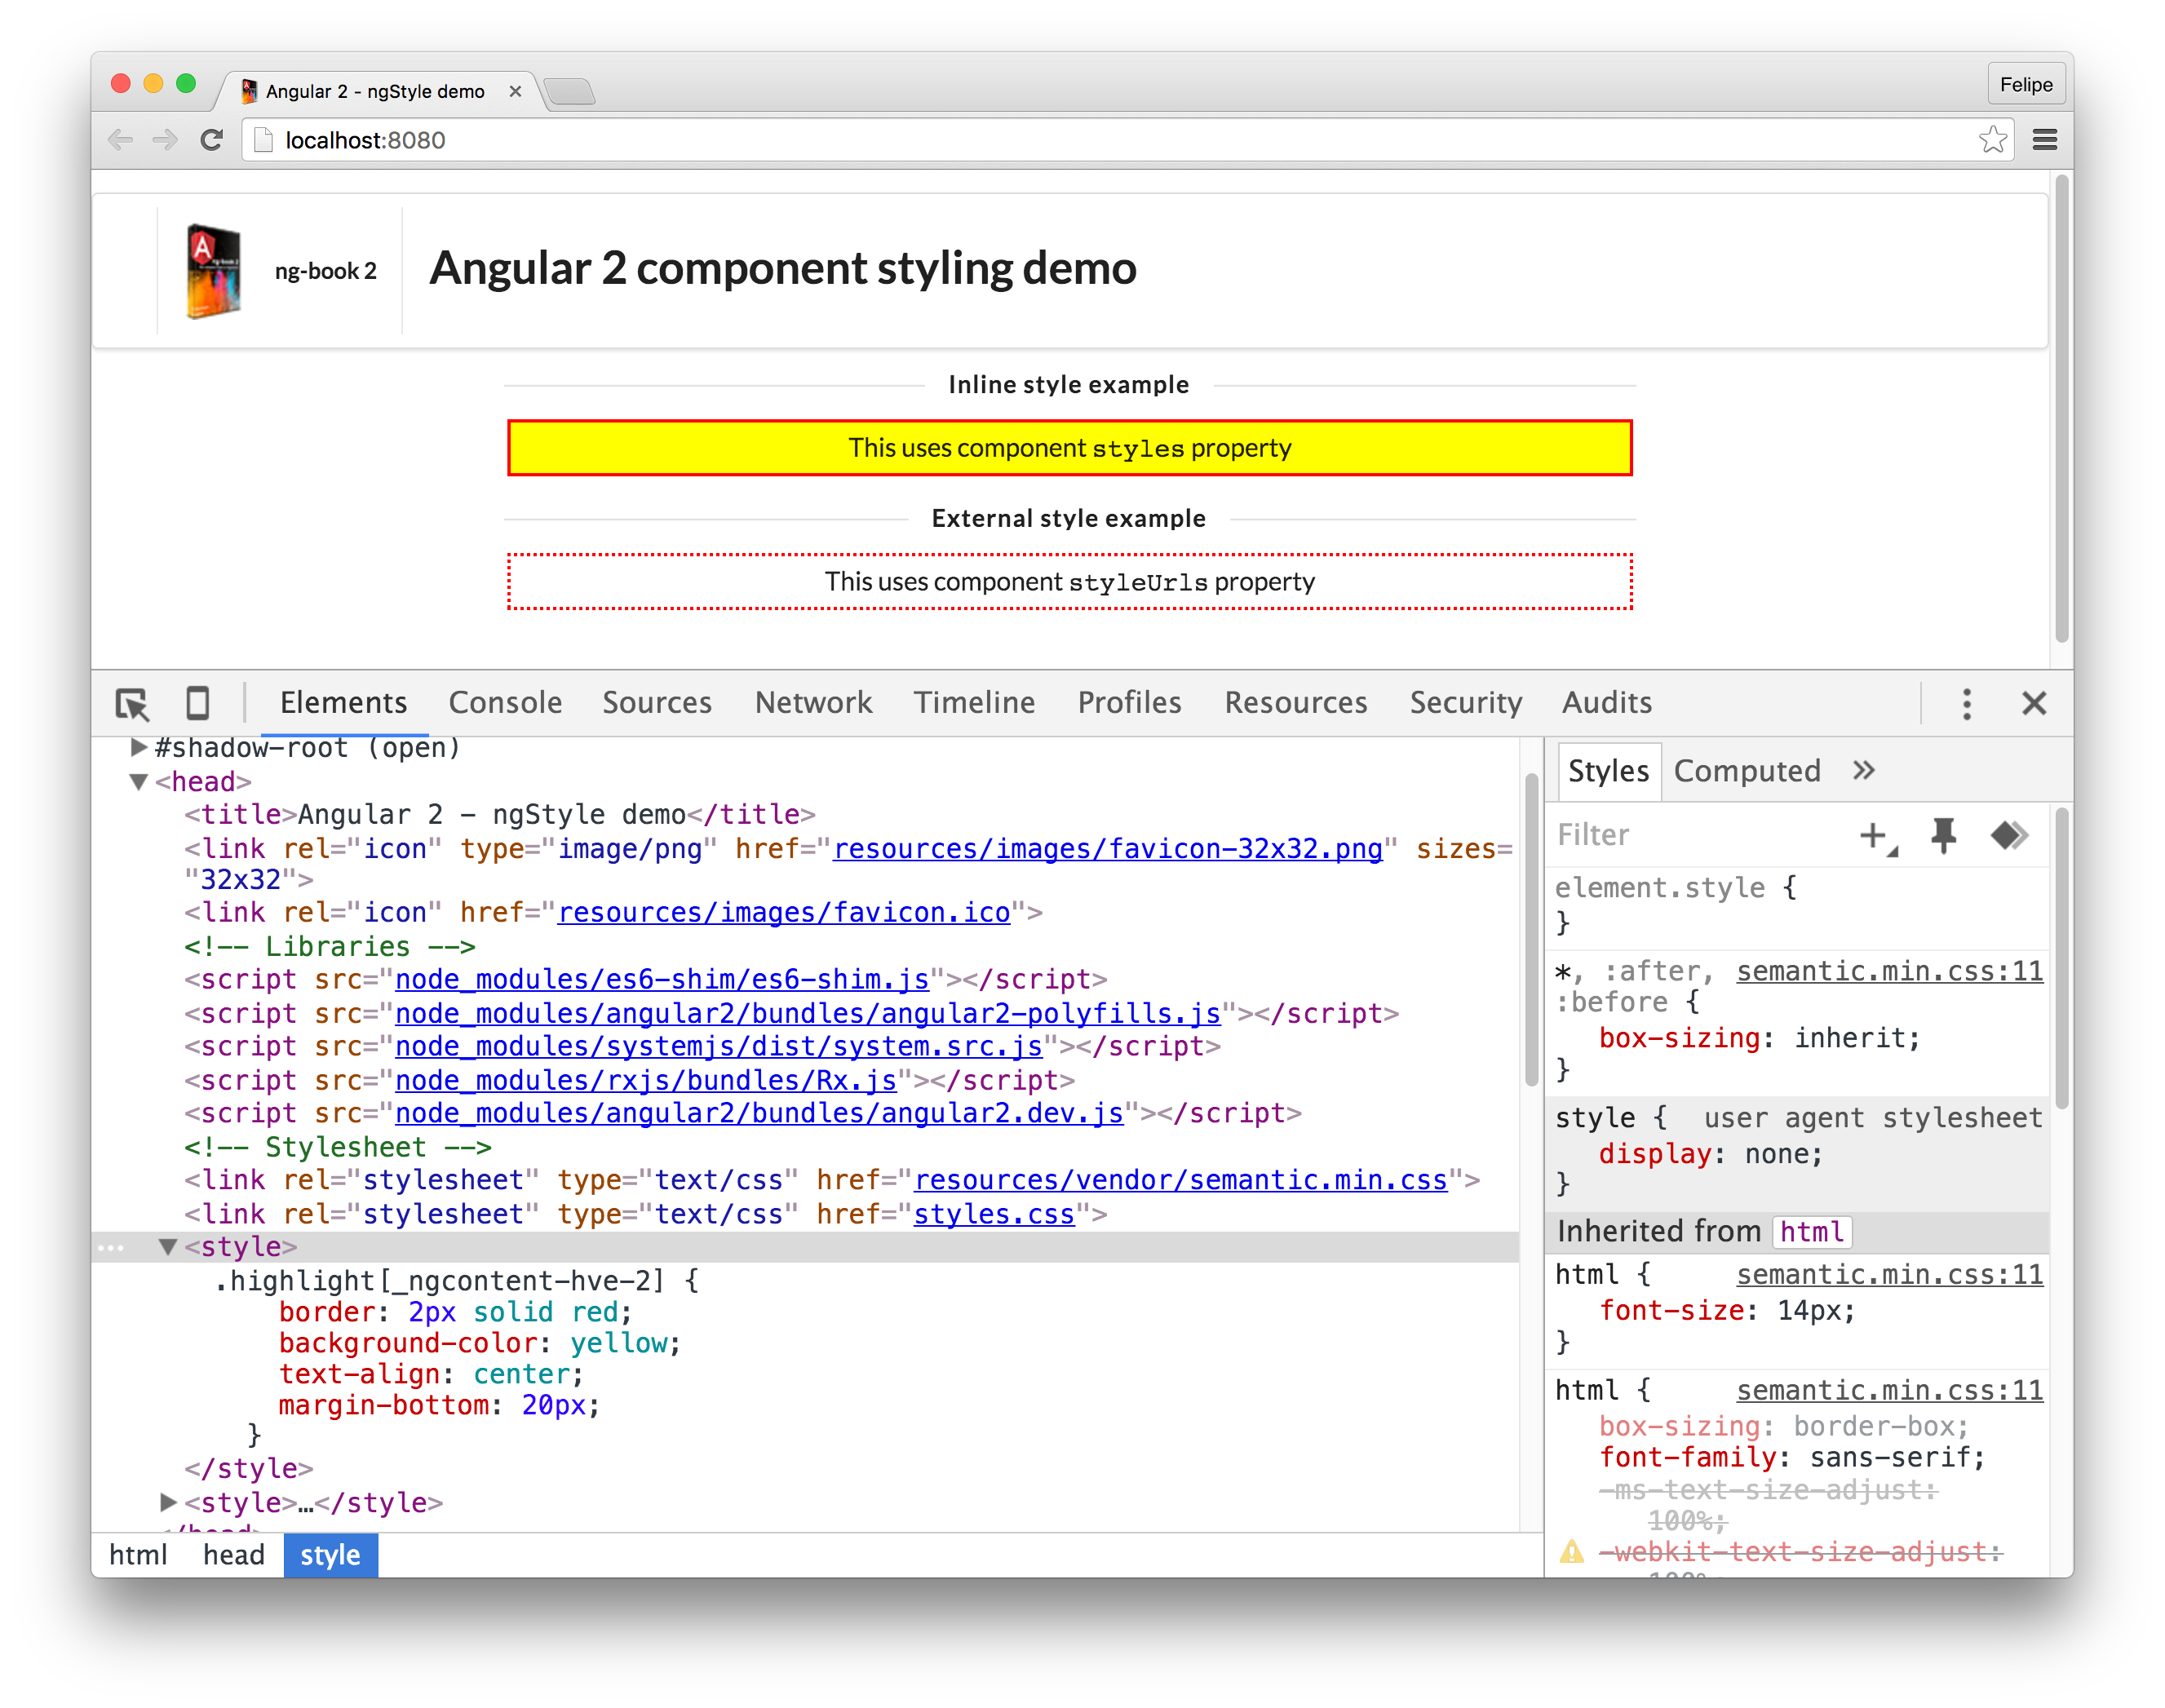 Angular 2 - ngStyle demo
Felipe
localhost:8080
ng-book 2
Angular 2 component styling demo
Inline style example
This uses component styles property
External style example
This uses component styleUrls property
Elements Console Sources Network Timeline Profiles Resources Security Audits
#shadow-root (open)
<head>
<title>Angular 2 - ngStyle demo</title>
<link rel="icon" type="image/png" href="resources/images/favicon-32x32.png" sizes=
"32x32">
<link rel="icon" href="resources/images/favicon.ico">
<!-- Libraries -->
<script src="node_modules/es6-shim/es6-shim.js"></script>
<script src="node_modules/angular2/bundles/angular2-polyfills.js"></script>
<script src="node_modules/systemjs/dist/system.src.js"></script>
<script src="node_modules/rxjs/bundles/Rx.js"></script>
<script src="node_modules/angular2/bundles/angular2.dev.js"></script>
<!-- Stylesheet -->
<link rel="stylesheet" type="text/css" href="resources/vendor/semantic.min.css">
<link rel="stylesheet" type="text/css" href="styles.css">
<style>
.highlight[_ngcontent-hve-2] {
border: 2px solid red;
background-color: yellow;
text-align: center;
margin-bottom: 20px;
}
</style>
<style>…</style>
</head>
html head style
Styles Computed »
Filter
element.style {
}
*, :after, semantic.min.css:11
:before {
box-sizing: inherit;
}
style { user agent stylesheet
display: none;
}
Inherited from html
html { semantic.min.css:11
font-size: 14px;
}
html { semantic.min.css:11
box-sizing: border-box;
font-family: sans-serif;
-ms-text-size-adjust:
100%;
-webkit-text-size-adjust:
100%;